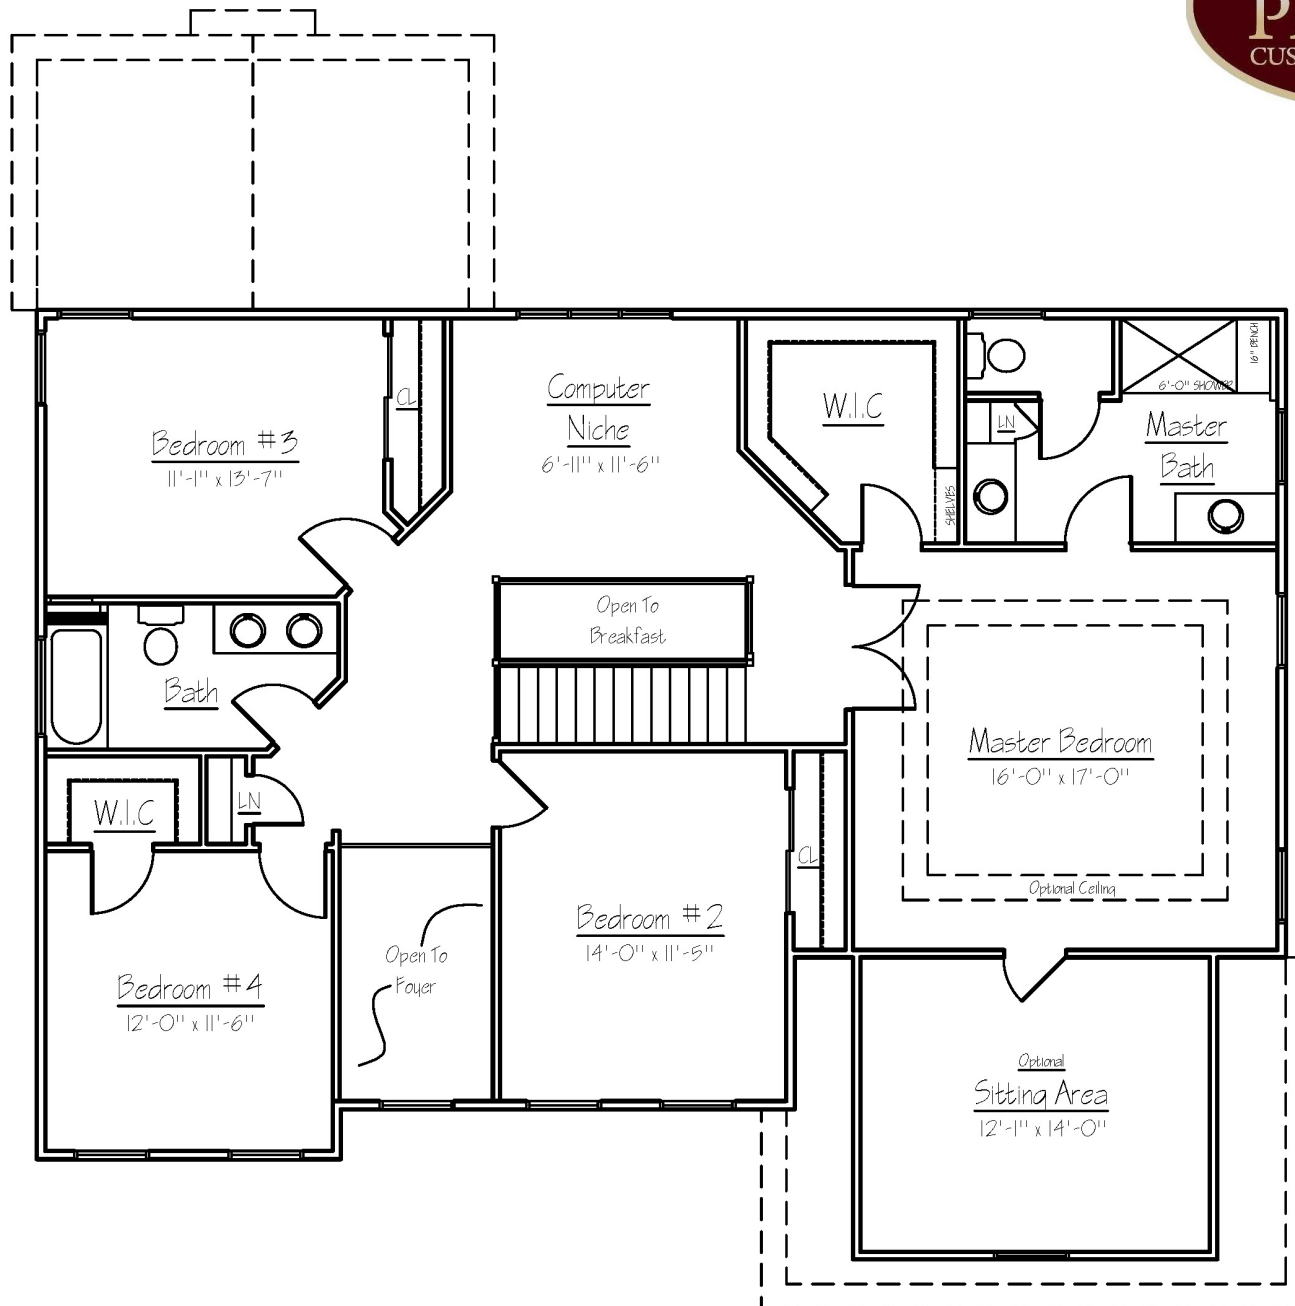 CUS
Computer
Niche
6'-11" x 11'-6"
CL
Bedroom #3
11'-1" x 13'-7"
W.I.C
SHELVES
LN
16" BENCH
6'-0" SHOWER
Master
Bath
Open To
Breakfast
Bath
W.I.C
LN
Master Bedroom
16'-0" x 17'-0"
Optional Ceiling
CL
Bedroom #2
14'-0" x 11'-5"
Open To
Foyer
Bedroom #4
12'-0" x 11'-6"
Optional
Sitting Area
12'-1" x 14'-0"